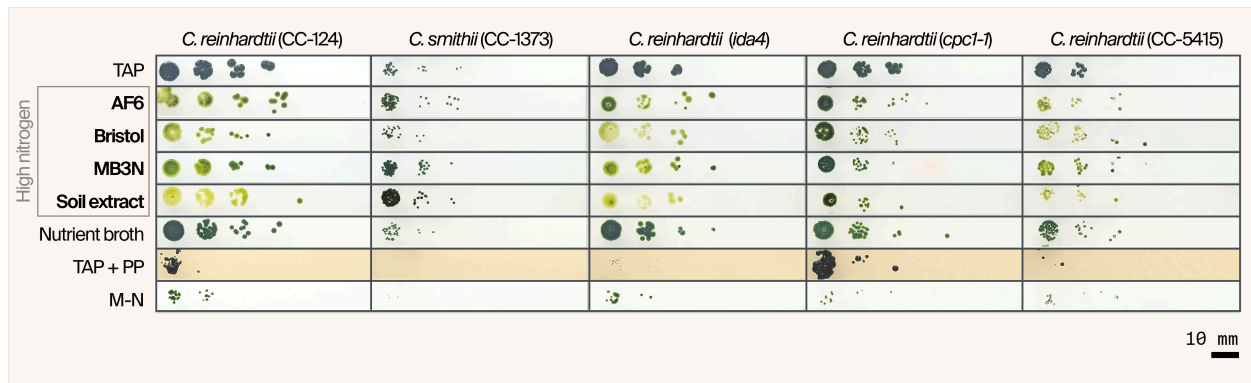 C. reinhardtii (CC-124) C. smithii (CC-1373) C. reinhardtii (ida4) C. reinhardtii (cpc1-1) C. reinhardtii (CC-5415)
TAP
High nitrogen
AF6
Bristol
MB3N
Soil extract
Nutrient broth
TAP + PP
M-N
10 mm